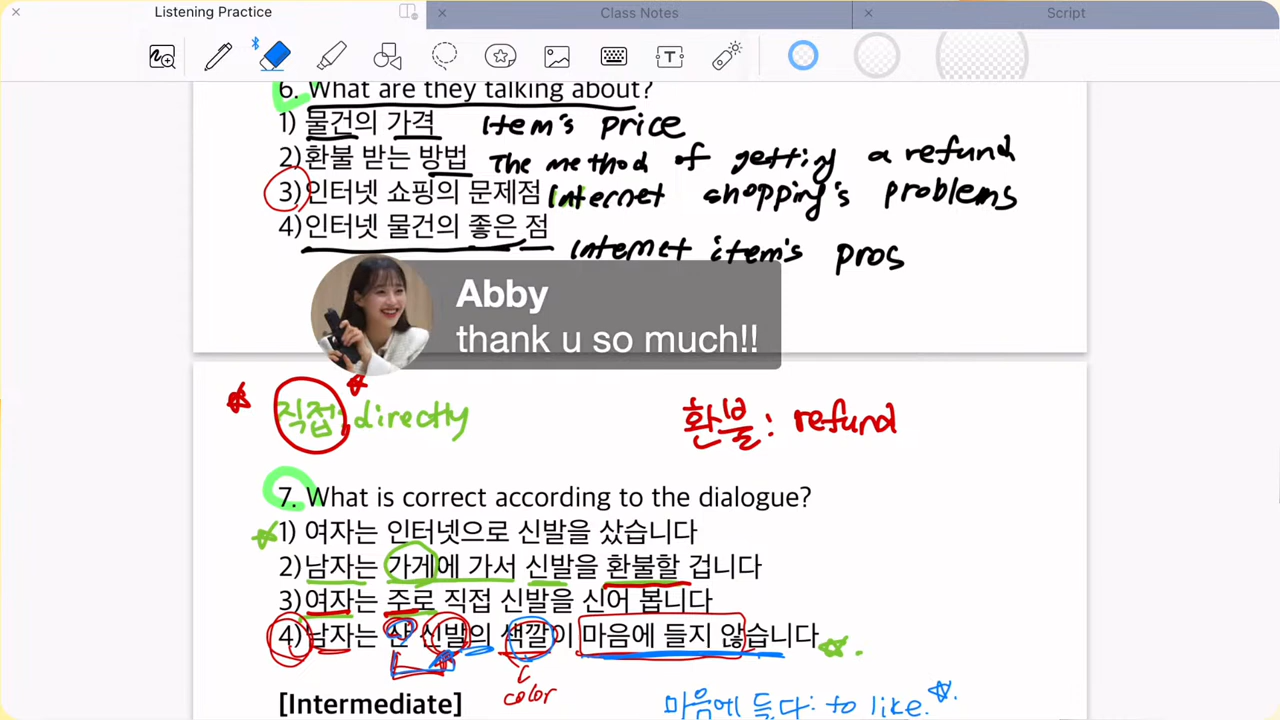 Listening Practice
Class Notes
Script
6. What are they talking about?
1) 물건의 가격 Item's price
2) 환불 받는 방법 The method of getting a refund
3) 인터넷 쇼핑의 문제점 Internet shopping's problems
4) 인터넷 물건의 좋은 점 Internet item's pros
Abby
thank u so much!!
직접: directly
환불: refund
7. What is correct according to the dialogue?
1) 여자는 인터넷으로 신발을 샀습니다
2) 남자는 가게에 가서 신발을 환불할 겁니다
3) 여자는 주로 직접 신발을 신어 봅니다
4) 남자는 산 신발의 색깔이 마음에 들지 않습니다
color
[Intermediate]
마음에 들다: to like.